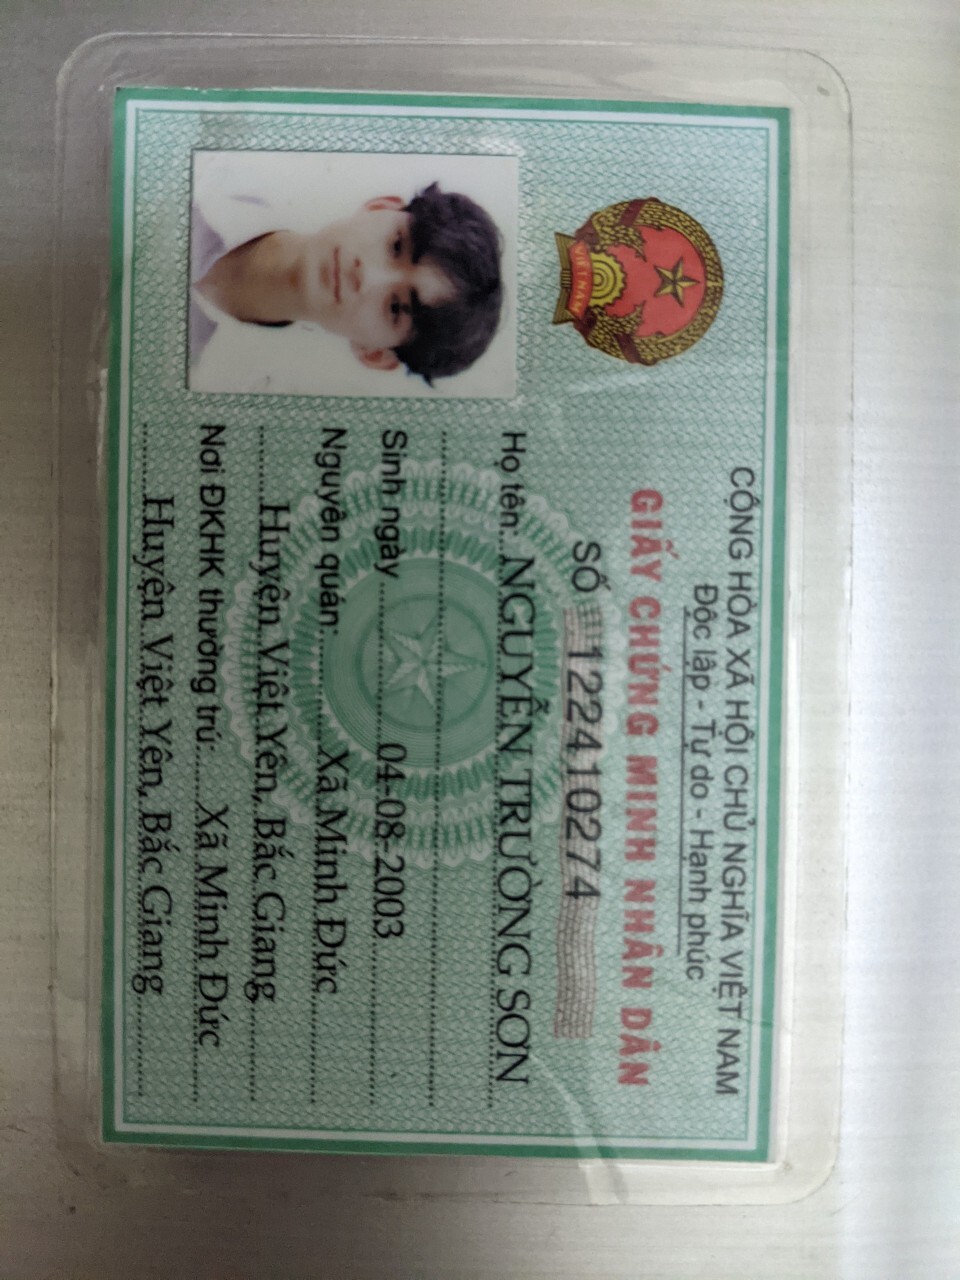 CỘNG HÒA XÃ HỘI CHỦ NGHĨA VIỆT NAM
Độc lập - Tự do - Hạnh phúc
GIẤY CHỨNG MINH NHÂN DÂN
SỐ 122410274
Họ tên: NGUYỄN TRƯỜNG SƠN
Sinh ngày 04-08-2003
Nguyên quán: Xã Minh Đức
Huyện Việt Yên, Bắc Giang
Nơi ĐKHK thường trú: Xã Minh Đức
Huyện Việt Yên, Bắc Giang
VIỆT NAM